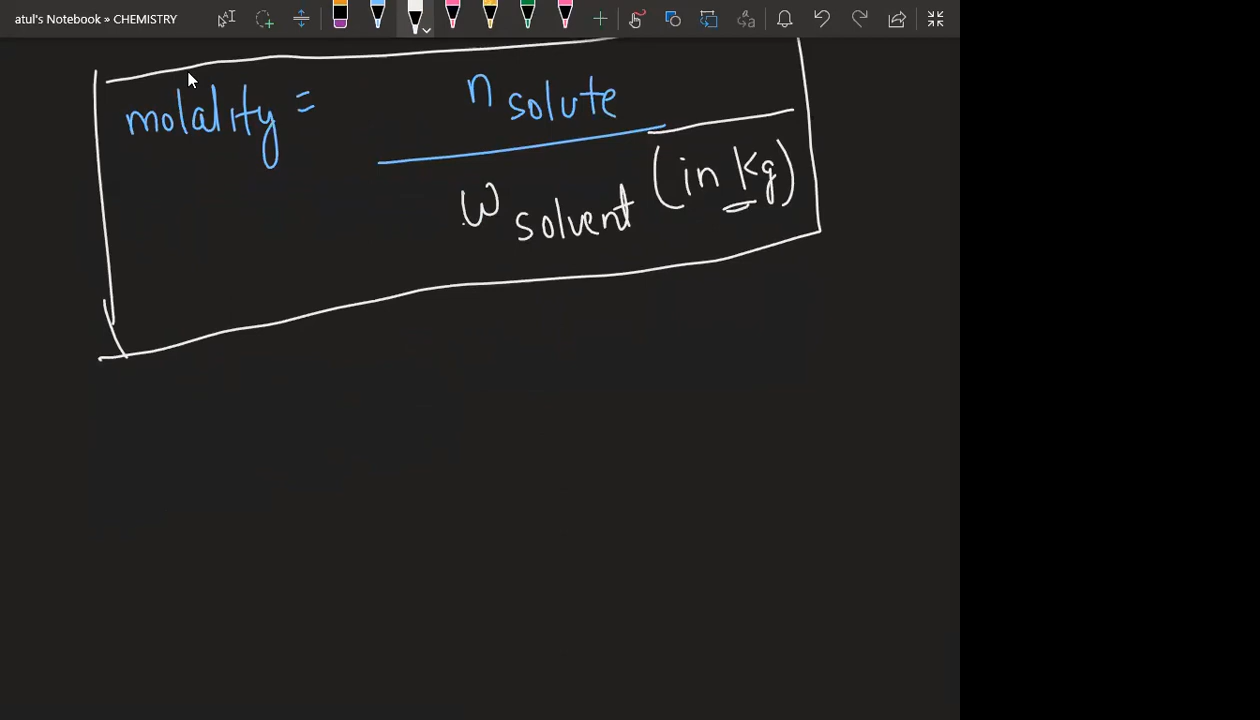 atul's Notebook » CHEMISTRY
molality = n solute
W solvent (in kg)